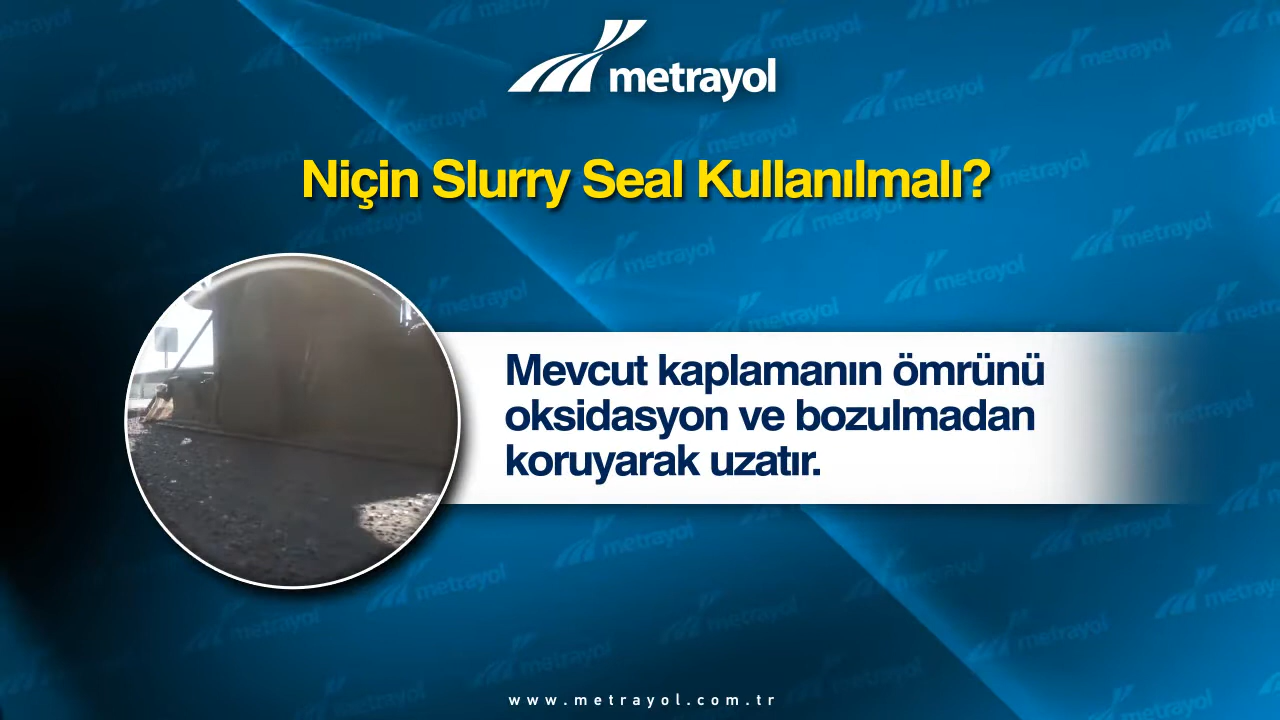 metrayol
Niçin Slurry Seal Kullanılmalı?
Mevcut kaplamanın ömrünü
oksidasyon ve bozulmadan
koruyarak uzatır.
www.metrayol.com.tr